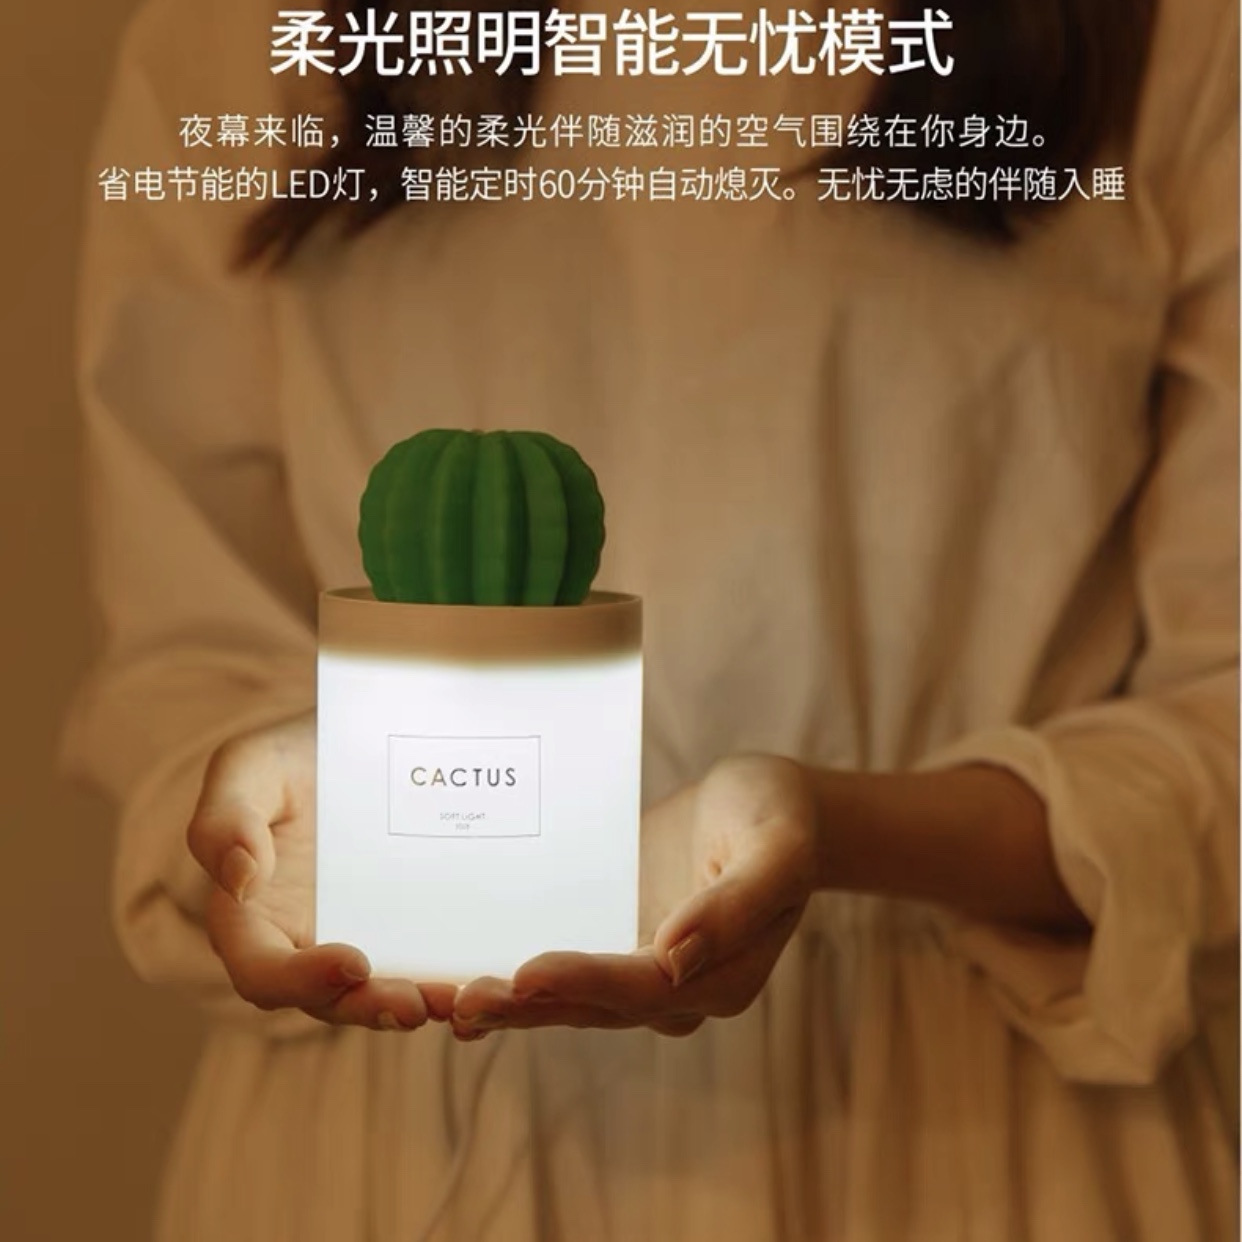 柔光照明智能无忧模式
夜幕来临，温馨的柔光伴随滋润的空气围绕在你身边。
省电节能的LED灯，智能定时60分钟自动熄灭。无忧无虑的伴随入睡
CACTUS
SOFT LIGHT